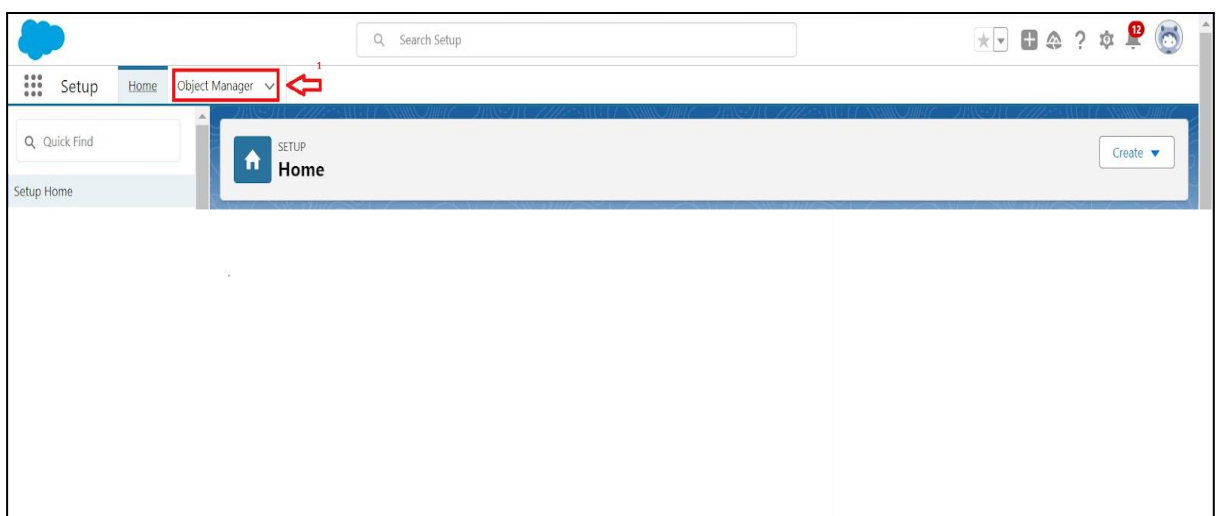 Search Setup
12
Setup Home Object Manager
1
Quick Find
SETUP
Home
Create
Setup Home